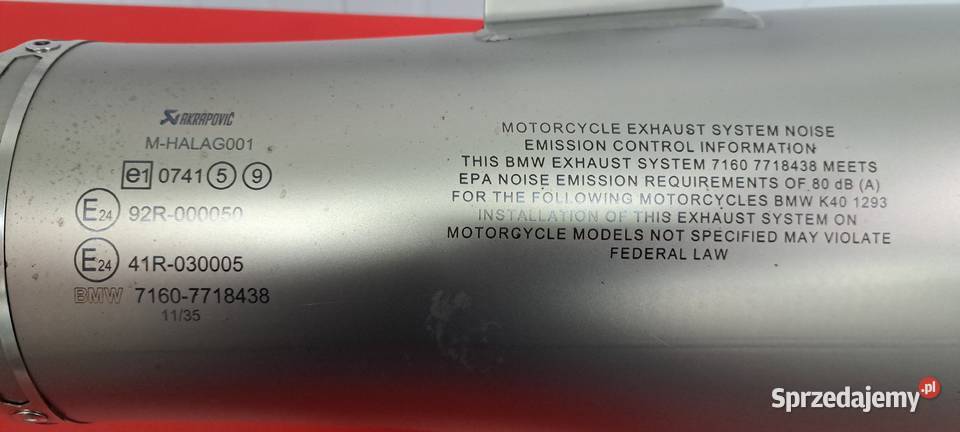 AKRAPOVIČ
M-HALAG001
e1 0741 5 9
E24 92R-000050
E24 41R-030005
BMW 7160-7718438
11/35
MOTORCYCLE EXHAUST SYSTEM NOISE
EMISSION CONTROL INFORMATION
THIS BMW EXHAUST SYSTEM 7160 7718438 MEETS
EPA NOISE EMISSION REQUIREMENTS OF 80 dB (A)
FOR THE FOLLOWING MOTORCYCLES BMW K40 1293
INSTALLATION OF THIS EXHAUST SYSTEM ON
MOTORCYCLE MODELS NOT SPECIFIED MAY VIOLATE
FEDERAL LAW
Sprzedajemy.pl